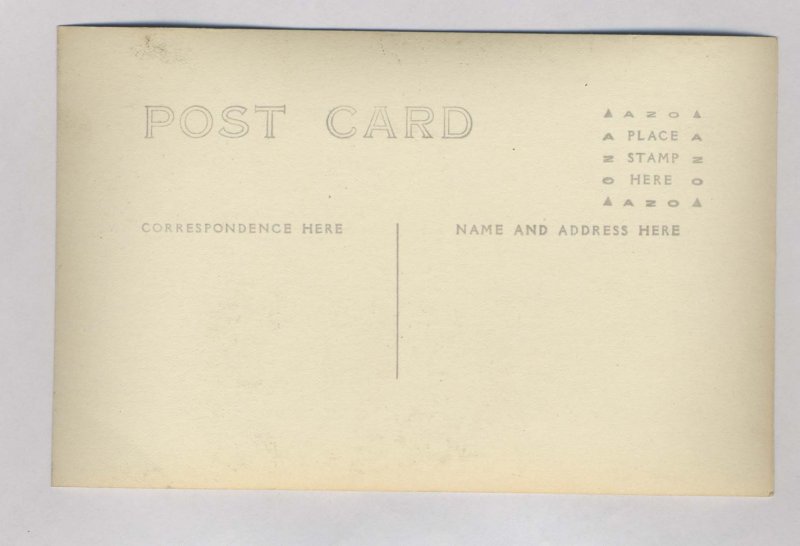 POST CARD
▲ AZO ▲
A PLACE A
Z STAMP Z
O HERE O
▲ AZO ▲
CORRESPONDENCE HERE
NAME AND ADDRESS HERE